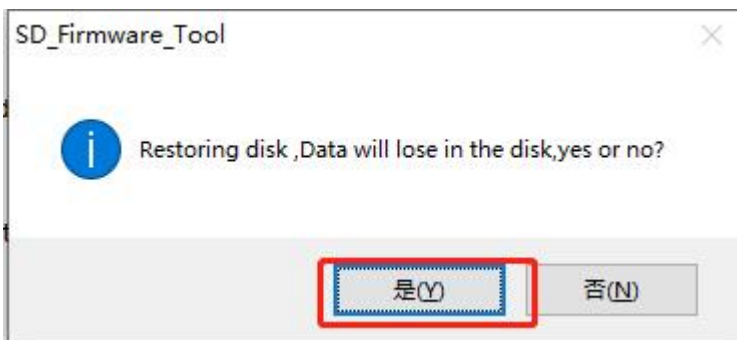 SD_Firmware_Tool
Restoring disk ,Data will lose in the disk,yes or no?
是(Y)
否(N)